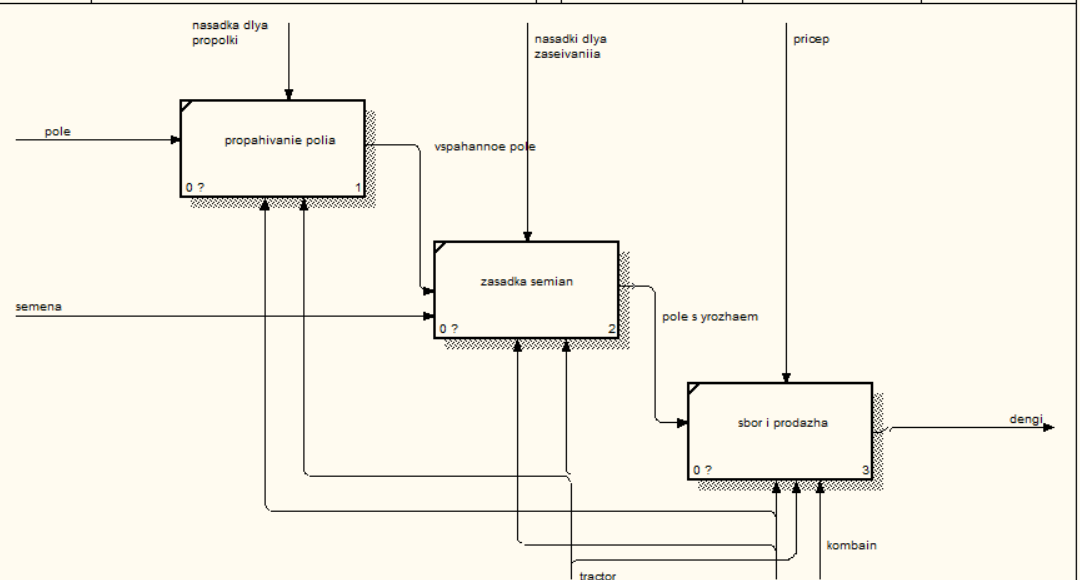 nasadka dlya
propolki
nasadki dlya
zaseivaniia
pricep
pole
propahivanie polia
0 ?
1
vspahannoe pole
semena
zasadka semian
0 ?
2
pole s yrozhaem
sbor i prodazha
0 ?
3
dengi
kombain
tractor